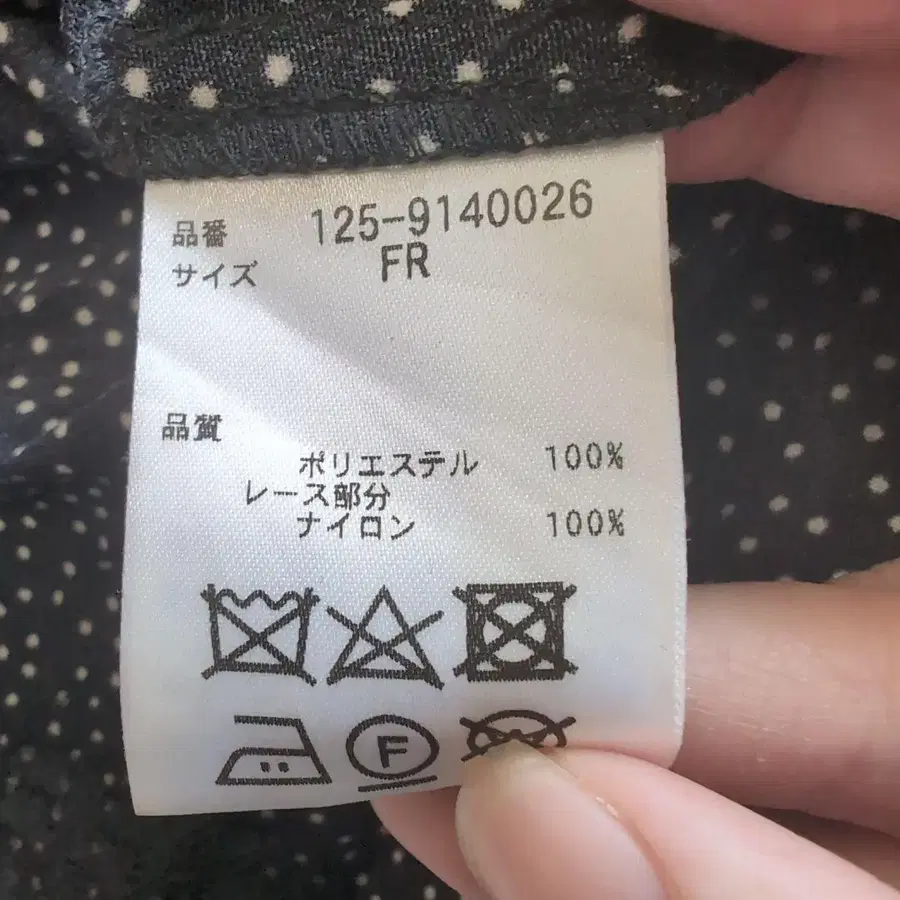 品番 125-9140026
サイズ FR
品質
ポリエステル 100%
レース部分
ナイロン 100%
F